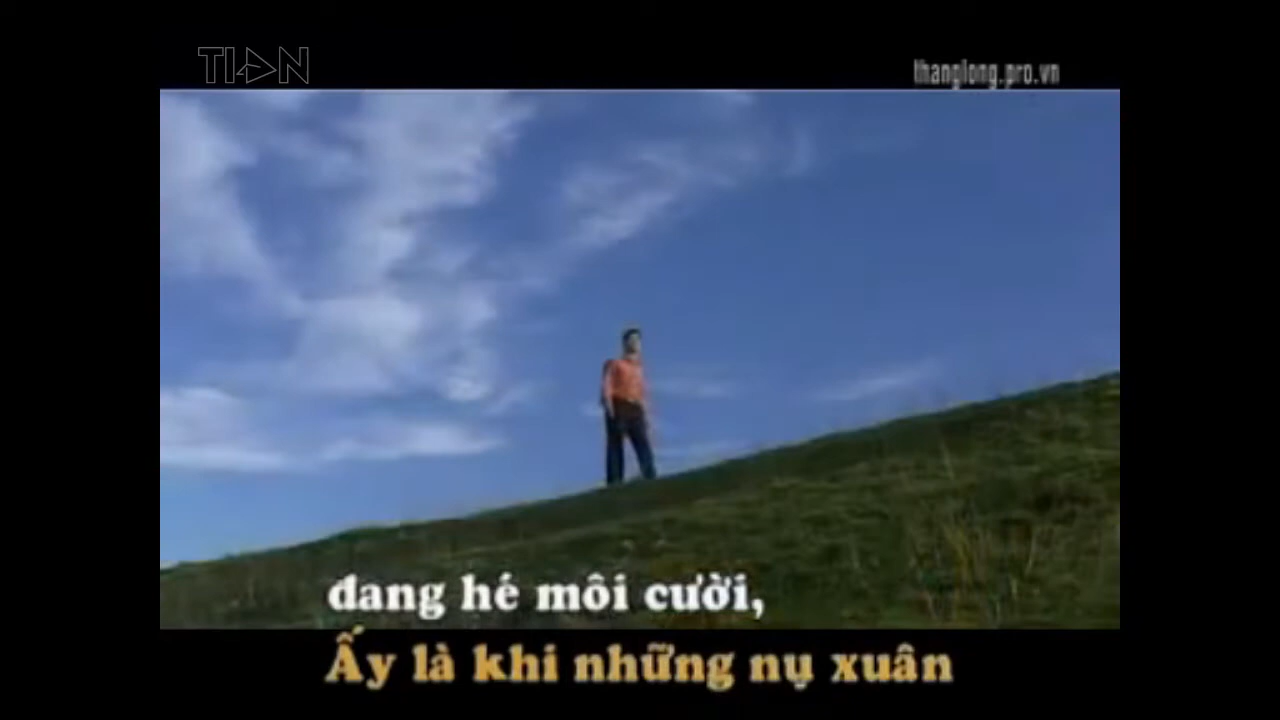 TIAN
thanglong.pro.vn
đang hé môi cười,
Ấy là khi những nụ xuân